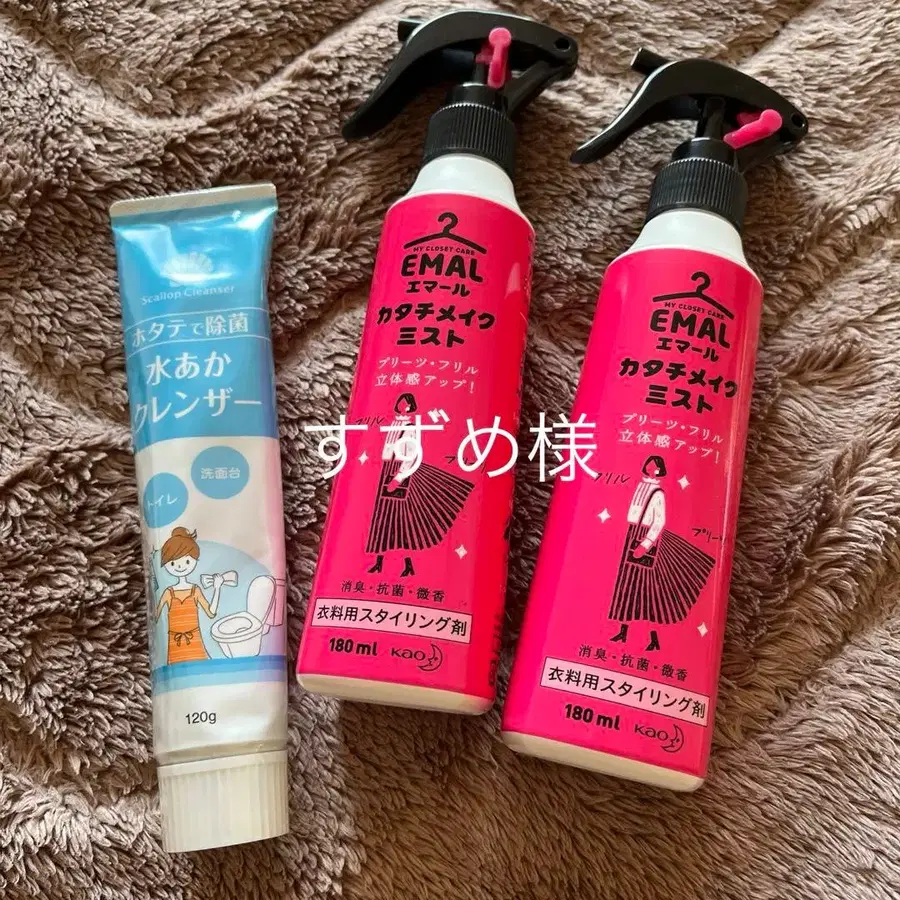 Scallop Cleanser
ホタテで除菌
水あか
クレンザー
洗面台
トイレ
120g
MY CLOSET CARE
EMAL
エマール
カタチメイク
ミスト
プリーツ・フリル
立体感アップ!
フリル
プリーツ
消臭・抗菌・微香
衣料用スタイリング剤
180ml Kao
MY CLOSET CARE
EMAL
エマール
カタチメイク
ミスト
プリーツ・フリル
立体感アップ!
フリル
プリーツ
消臭・抗菌・微香
衣料用スタイリング剤
180ml Kao
すずめ様